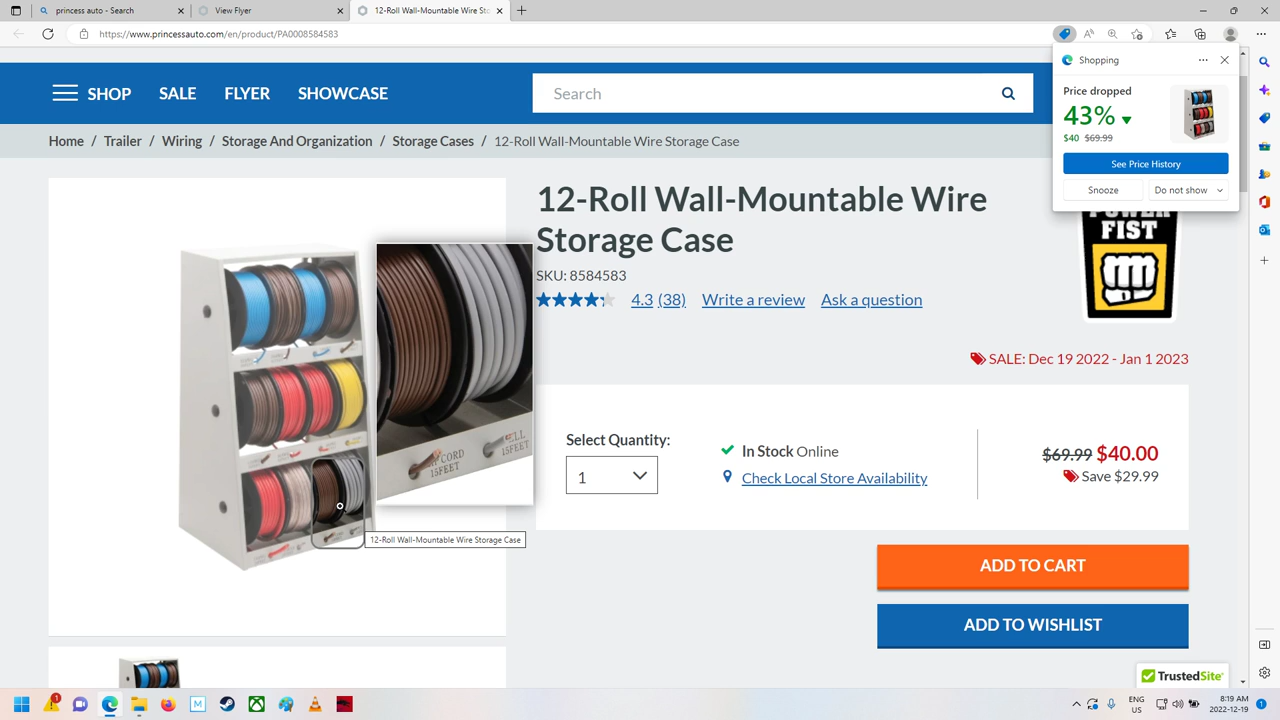 princess auto - Search
View Flyer
12-Roll Wall-Mountable Wire Sto
https://www.princessauto.com/en/product/PA0008584583
Shopping
Price dropped
43%
$40 $69.99
See Price History
Snooze
Do not show
SHOP
SALE
FLYER
SHOWCASE
Search
Home / Trailer / Wiring / Storage And Organization / Storage Cases / 12-Roll Wall-Mountable Wire Storage Case
12-Roll Wall-Mountable Wire
Storage Case
POWER
FIST
SKU: 8584583
4.3 (38) Write a review Ask a question
SALE: Dec 19 2022 - Jan 1 2023
CORD
15FEET
15FEET
Select Quantity:
1
In Stock Online
Check Local Store Availability
$69.99 $40.00
Save $29.99
12-Roll Wall-Mountable Wire Storage Case
ADD TO CART
ADD TO WISHLIST
TrustedSite
1
M
ENG
US
8:19 AM
2022-12-19
1